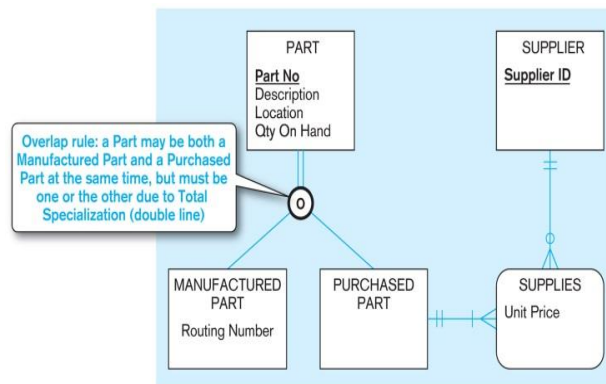 PART
Part No
Description
Location
Qty On Hand
SUPPLIER
Supplier ID
Overlap rule: a Part may be both a
Manufactured Part and a Purchased
Part at the same time, but must be
one or the other due to Total
Specialization (double line)
O
MANUFACTURED
PART
Routing Number
PURCHASED
PART
SUPPLIES
Unit Price